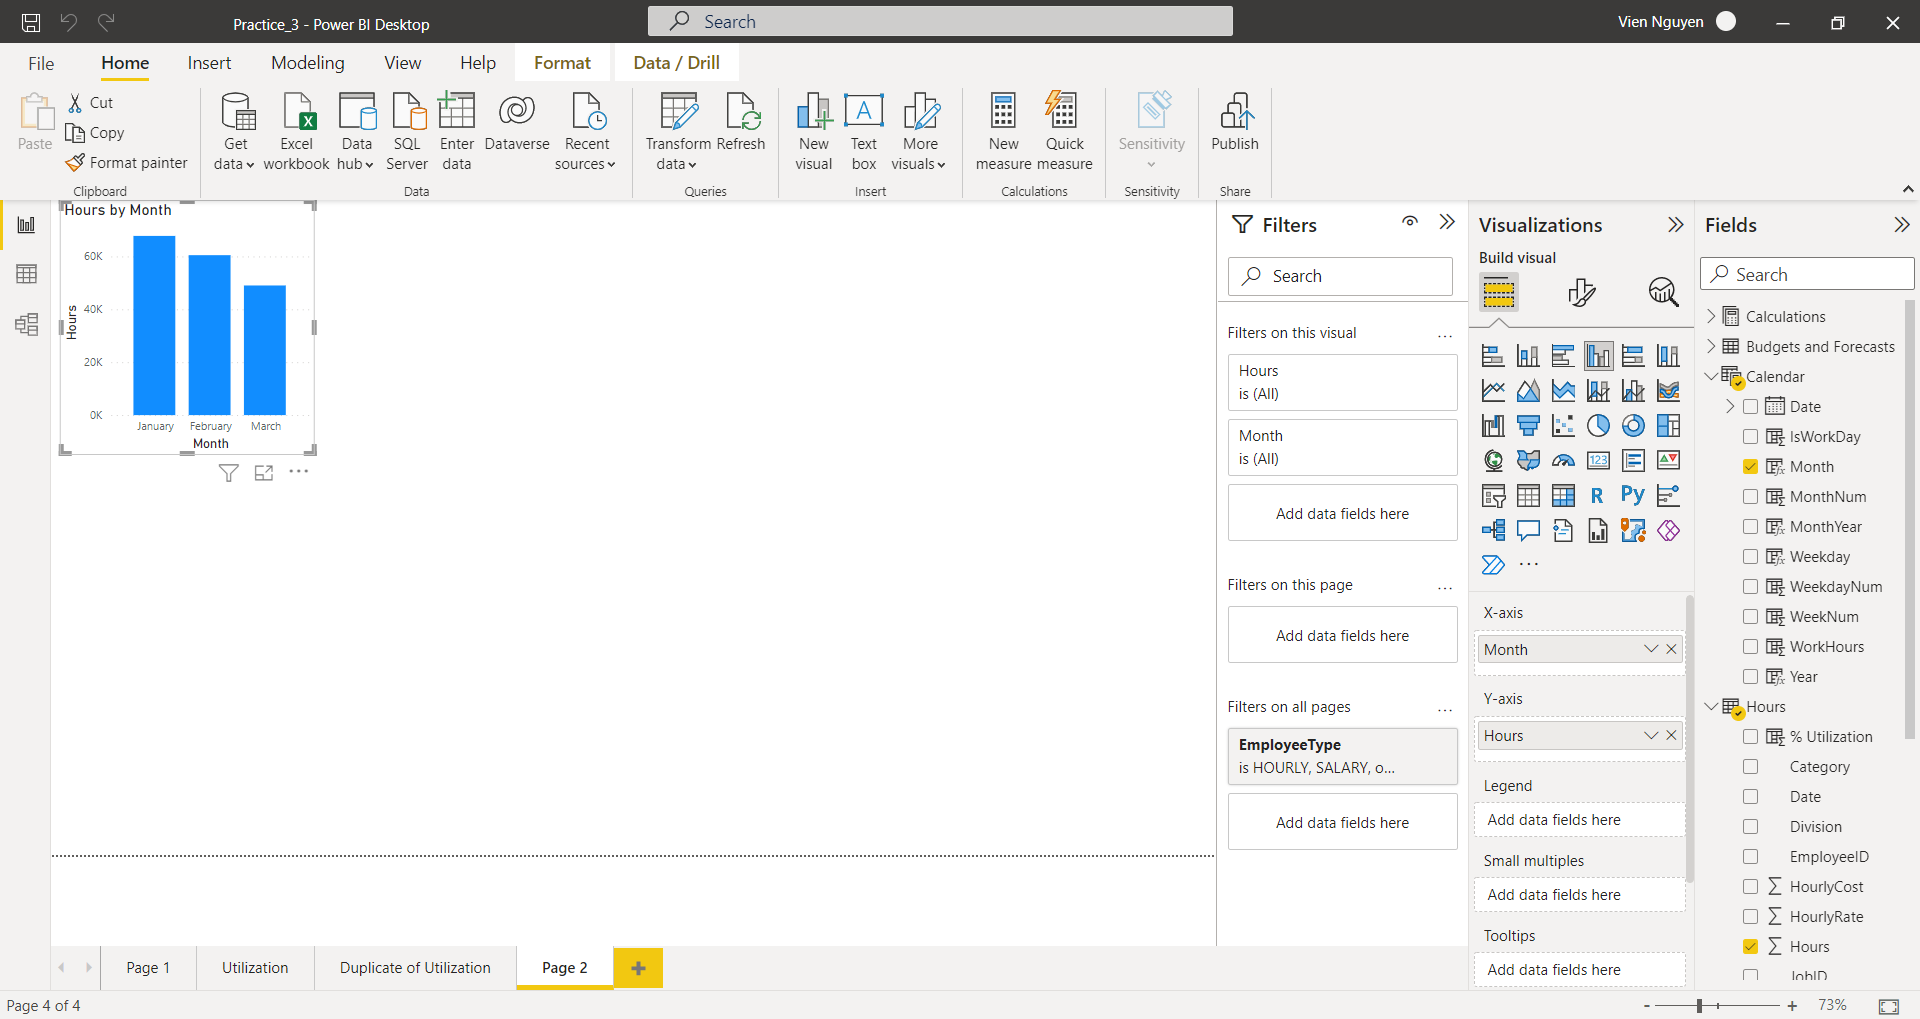 Practice_3 - Power BI Desktop
Search
Vien Nguyen
File
Home
Insert
Modeling
View
Help
Format
Data / Drill
Paste
Cut
Copy
Format painter
Clipboard
Get data
Excel workbook
Data hub
SQL Server
Enter data
Dataverse
Recent sources
Data
Transform data
Refresh
Queries
New visual
Text box
More visuals
Insert
New measure
Quick measure
Calculations
Sensitivity
Sensitivity
Publish
Share
Hours by Month
60K
40K
20K
0K
Hours
January
February
March
Month
Filters
Search
Filters on this visual
...
Hours
is (All)
Month
is (All)
Add data fields here
Filters on this page
...
Add data fields here
Filters on all pages
...
EmployeeType
is HOURLY, SALARY, o...
Add data fields here
Visualizations
Build visual
123
R
Py
...
X-axis
Month
Y-axis
Hours
Legend
Add data fields here
Small multiples
Add data fields here
Tooltips
Add data fields here
Fields
Search
Calculations
Budgets and Forecasts
Calendar
Date
IsWorkDay
Month
MonthNum
MonthYear
Weekday
WeekdayNum
WeekNum
WorkHours
Year
Hours
% Utilization
Category
Date
Division
EmployeeID
HourlyCost
HourlyRate
Hours
JobID
Page 1
Utilization
Duplicate of Utilization
Page 2
+
Page 4 of 4
- + 73%